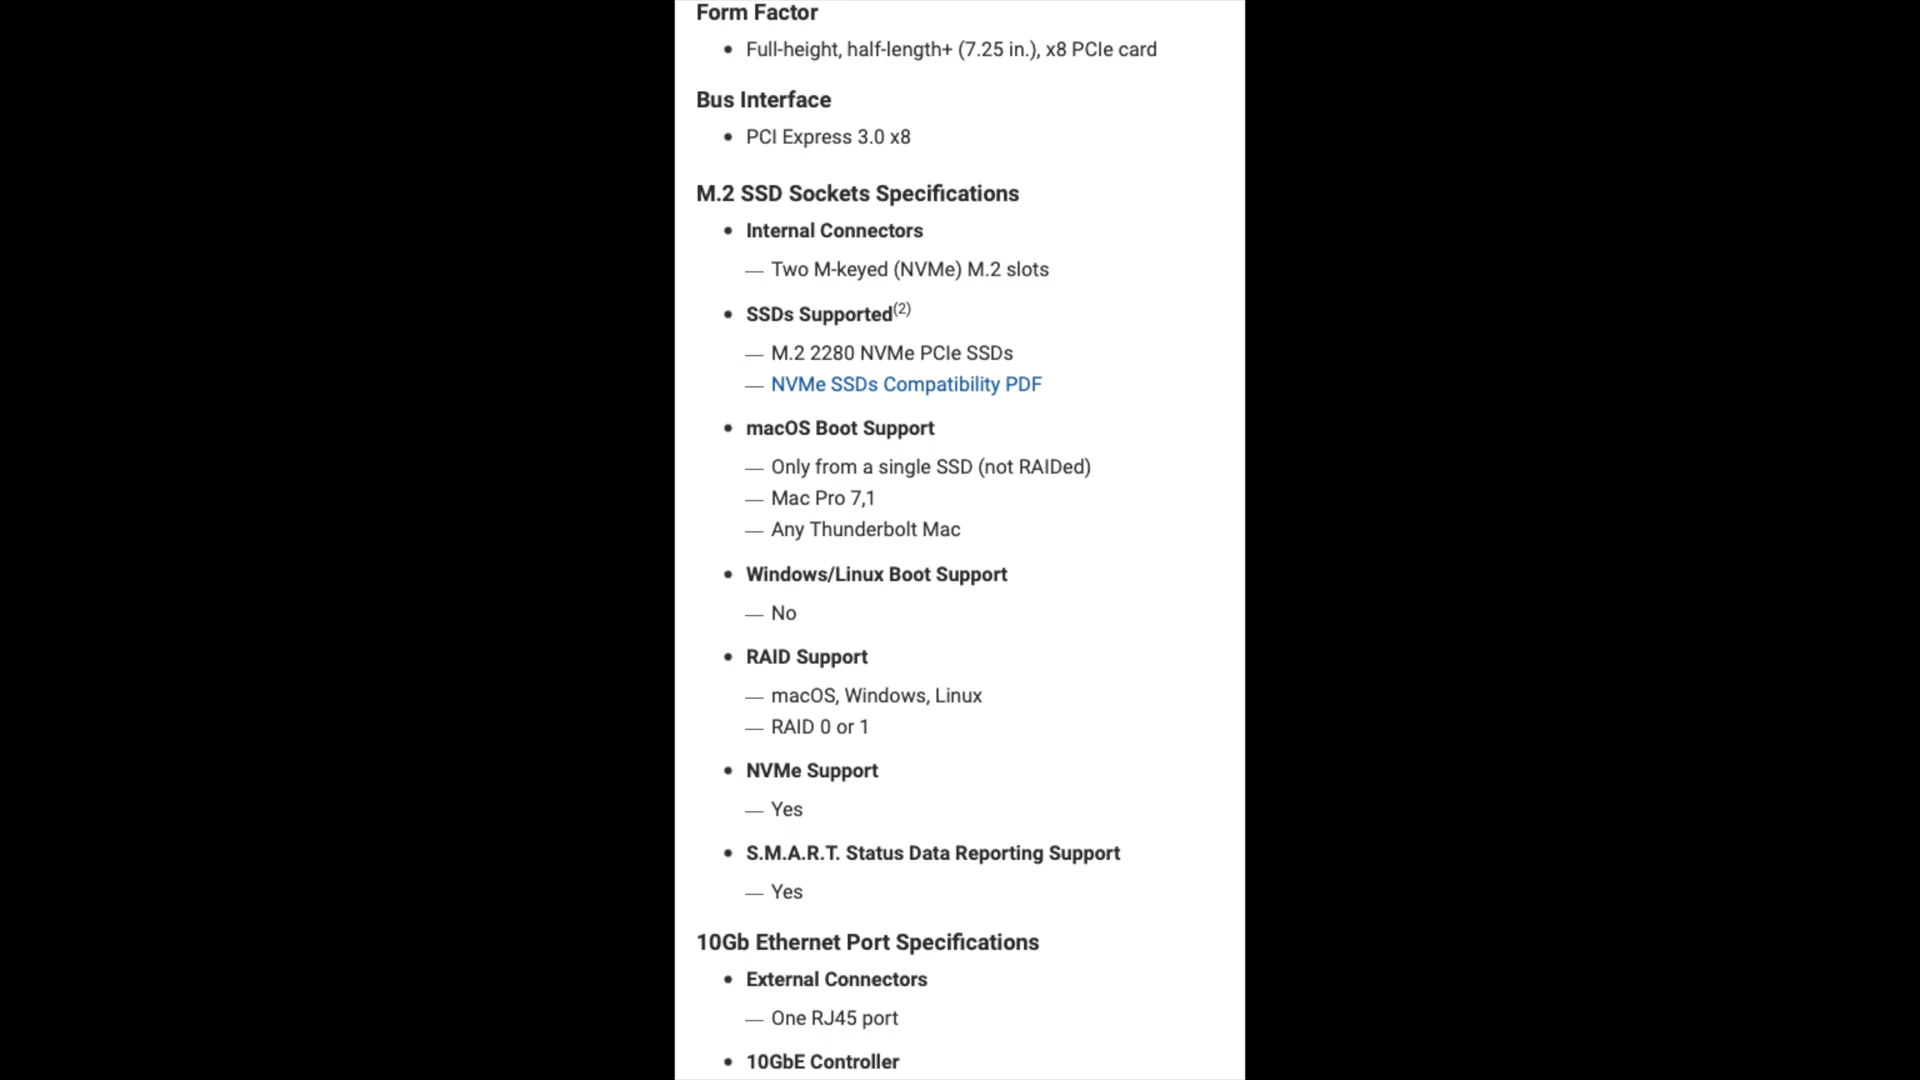 Form Factor
• Full-height, half-length+ (7.25 in.), x8 PCIe card
Bus Interface
• PCI Express 3.0 x8
M.2 SSD Sockets Specifications
• Internal Connectors
— Two M-keyed (NVMe) M.2 slots
• SSDs Supported(2)
— M.2 2280 NVMe PCIe SSDs
— NVMe SSDs Compatibility PDF
• macOS Boot Support
— Only from a single SSD (not RAIDed)
— Mac Pro 7,1
— Any Thunderbolt Mac
• Windows/Linux Boot Support
— No
• RAID Support
— macOS, Windows, Linux
— RAID 0 or 1
• NVMe Support
— Yes
• S.M.A.R.T. Status Data Reporting Support
— Yes
10Gb Ethernet Port Specifications
• External Connectors
— One RJ45 port
• 10GbE Controller